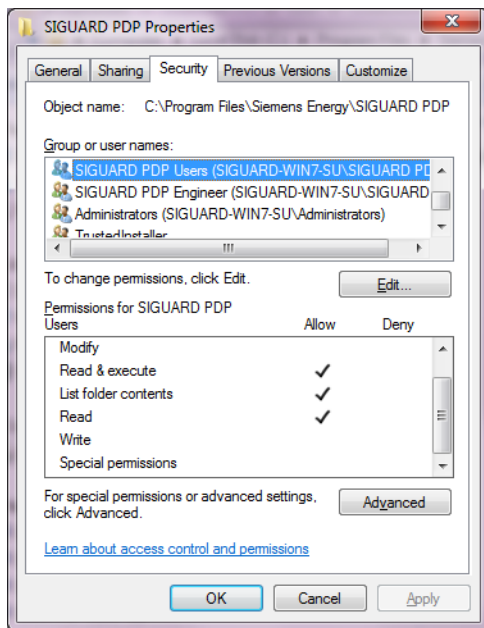 SIGUARD PDP Properties
General Sharing Security Previous Versions Customize
Object name: C:\Program Files\Siemens Energy\SIGUARD PDP
Group or user names:
SIGUARD PDP Users (SIGUARD-WIN7-SU\SIGUARD PD
SIGUARD PDP Engineer (SIGUARD-WIN7-SU\SIGUARD
Administrators (SIGUARD-WIN7-SU\Administrators)
TrustedInstaller
To change permissions, click Edit.
Edit...
Permissions for SIGUARD PDP
Users Allow Deny
Modify
Read & execute
List folder contents
Read
Write
Special permissions
For special permissions or advanced settings,
click Advanced.
Advanced
Learn about access control and permissions
OK Cancel Apply